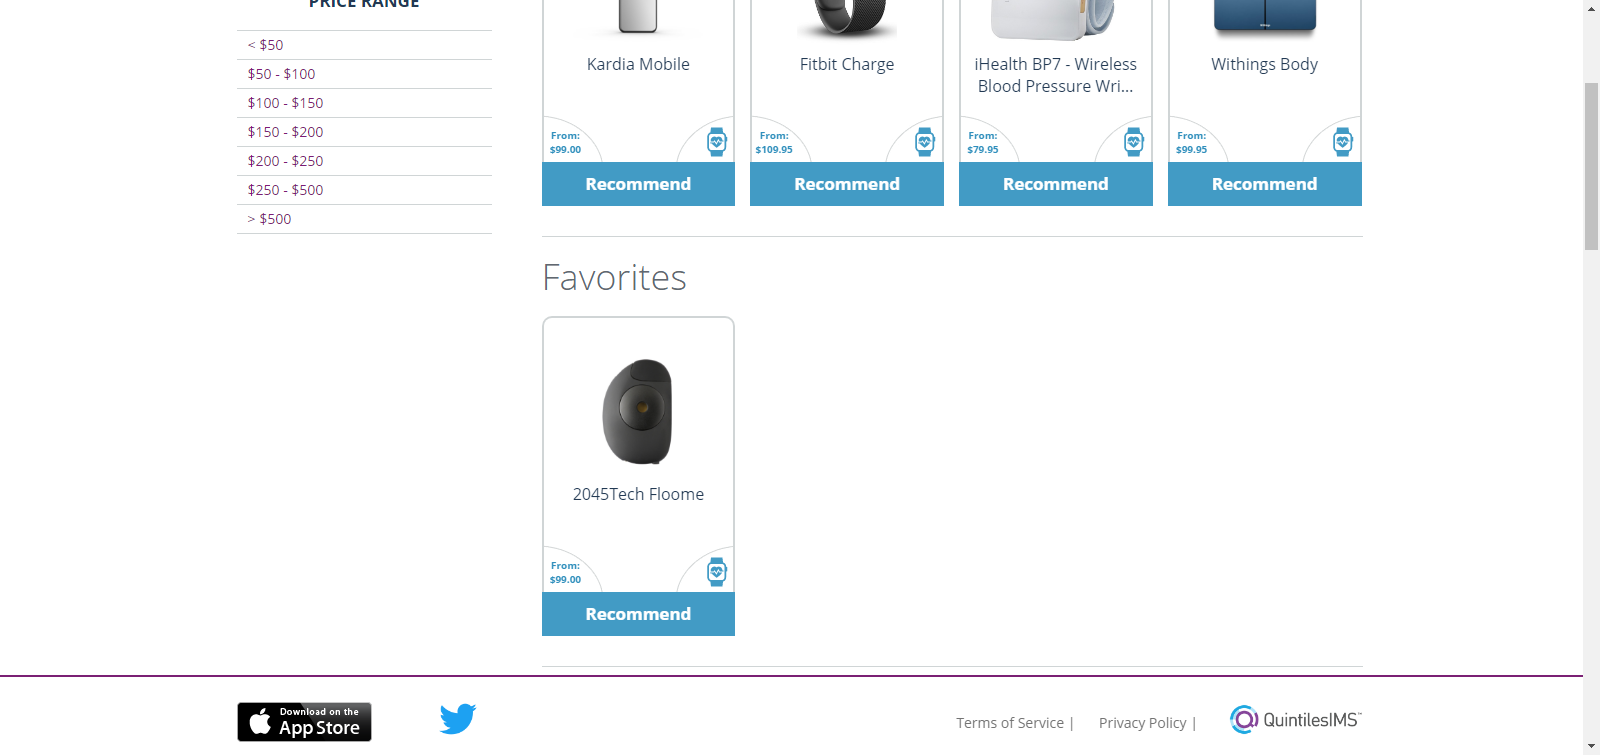 PRICE RANGE
< $50
$50 - $100
$100 - $150
$150 - $200
$200 - $250
$250 - $500
> $500
Kardia Mobile
From:
$99.00
Recommend
Fitbit Charge
From:
$109.95
Recommend
iHealth BP7 - Wireless
Blood Pressure Wri...
From:
$79.95
Recommend
Withings Body
From:
$99.95
Recommend
Favorites
2045Tech Floome
From:
$99.00
Recommend
Download on the
App Store
Terms of Service |
Privacy Policy |
QuintilesIMS™